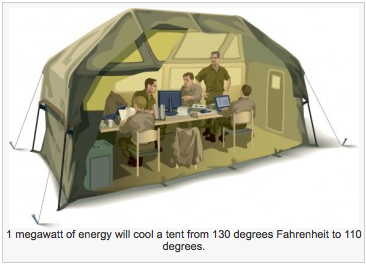 1 megawatt of energy will cool a tent from 130 degrees Fahrenheit to 110
degrees.